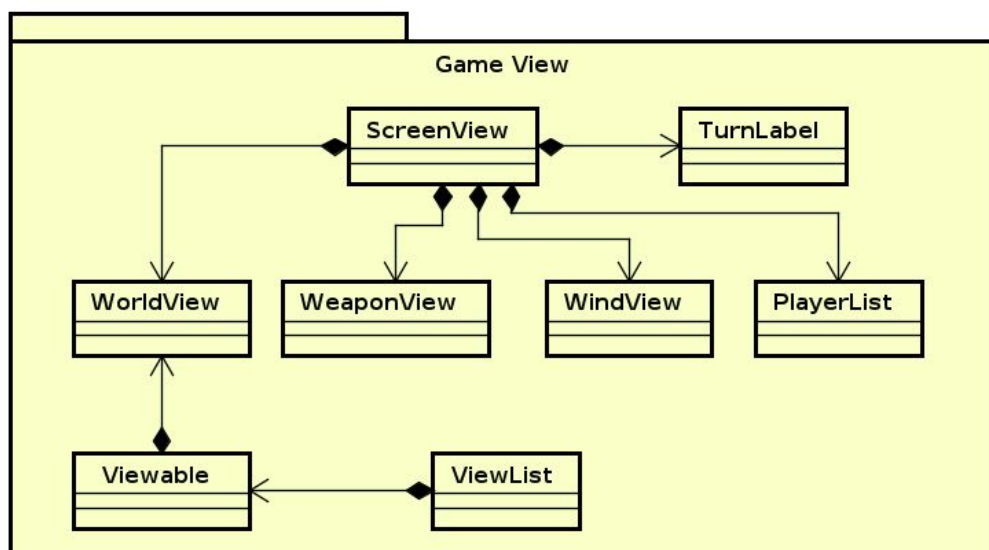 Game View
ScreenView
TurnLabel
WorldView
WeaponView
WindView
PlayerList
Viewable
ViewList